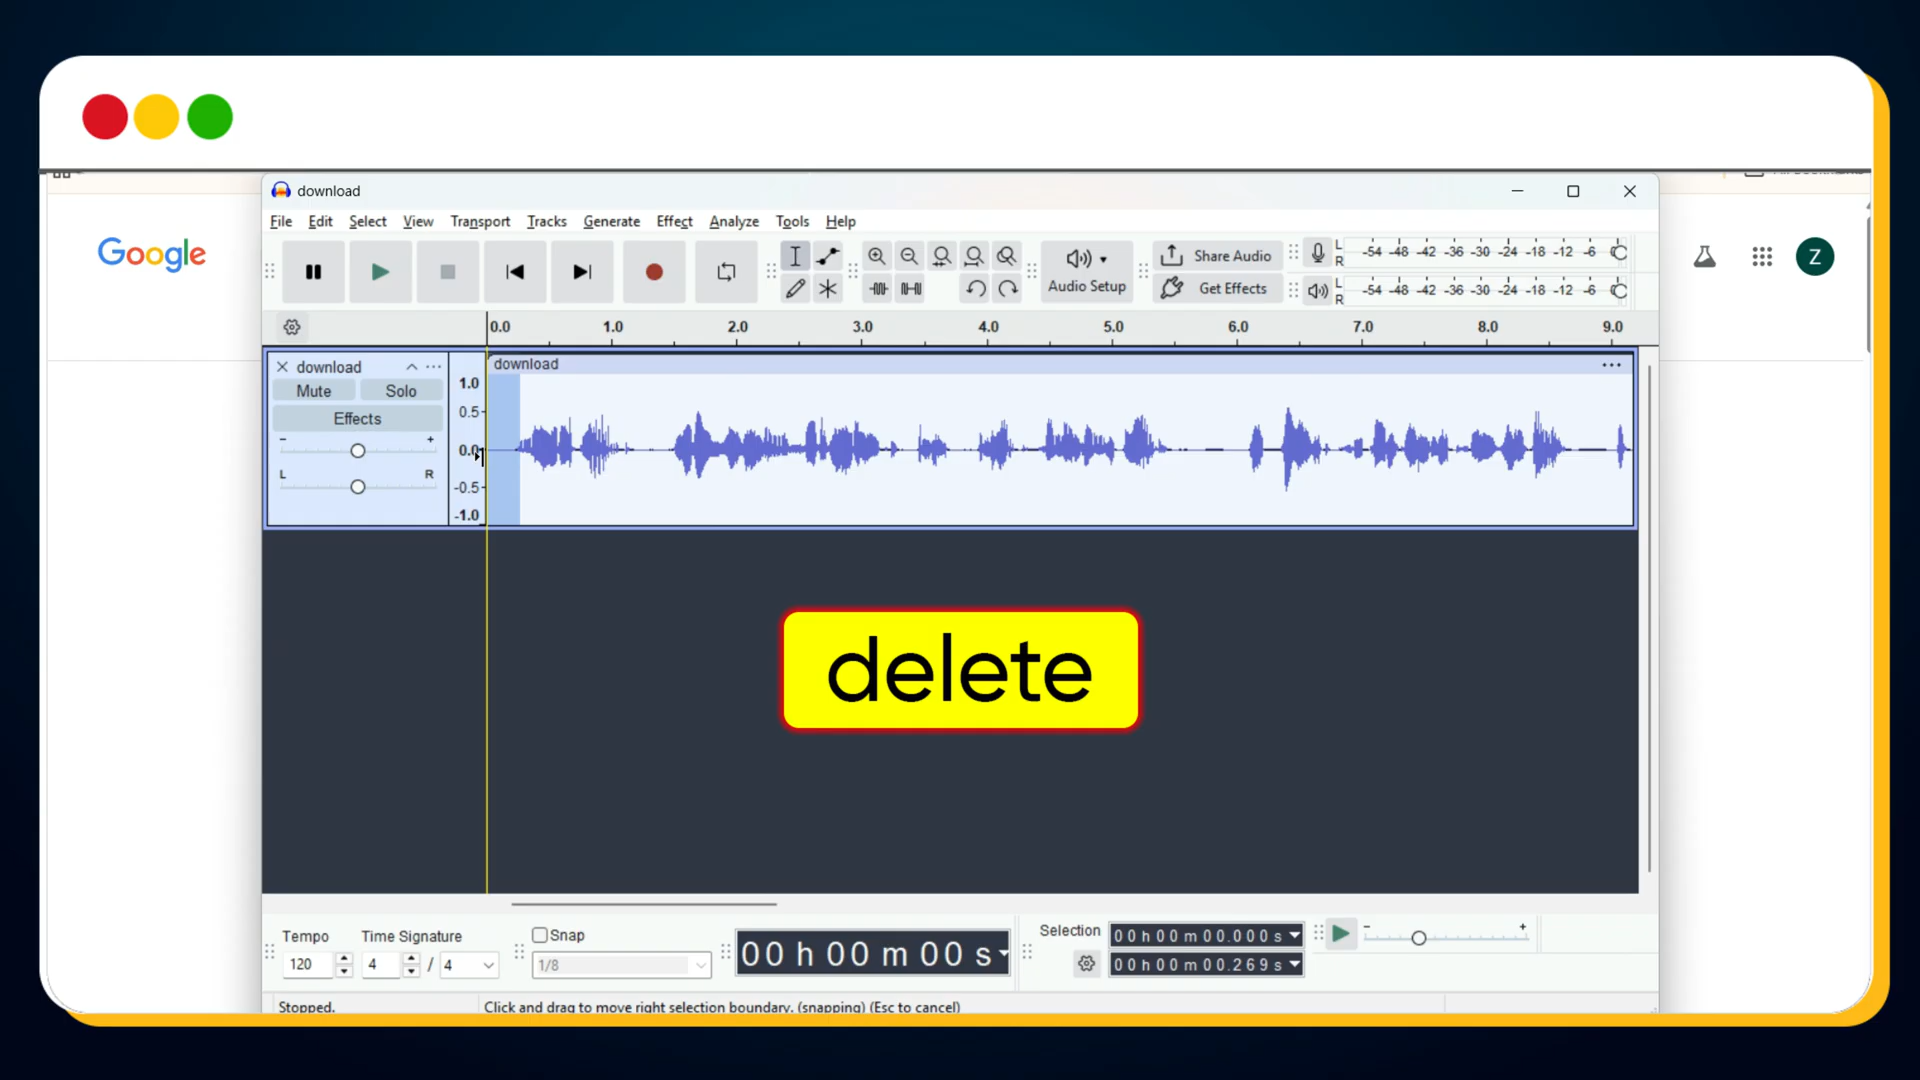 download
File Edit Select View Transport Tracks Generate Effect Analyze Tools Help
Google
Z
Audio Setup
Share Audio
Get Effects
L
R
-54 -48 -42 -36 -30 -24 -18 -12 -6
L
R
-54 -48 -42 -36 -30 -24 -18 -12 -6
0.0 1.0 2.0 3.0 4.0 5.0 6.0 7.0 8.0 9.0
download
Mute Solo
Effects
- +
L R
1.0
0.5
0.0
-0.5
-1.0
download
delete
Tempo
120
Time Signature
4 / 4
Snap
1/8
00 h 00 m 00 s
Selection
00 h 00 m 00.000 s
00 h 00 m 00.269 s
- +
Stopped.
Click and drag to move right selection boundary. (snapping) (Esc to cancel)